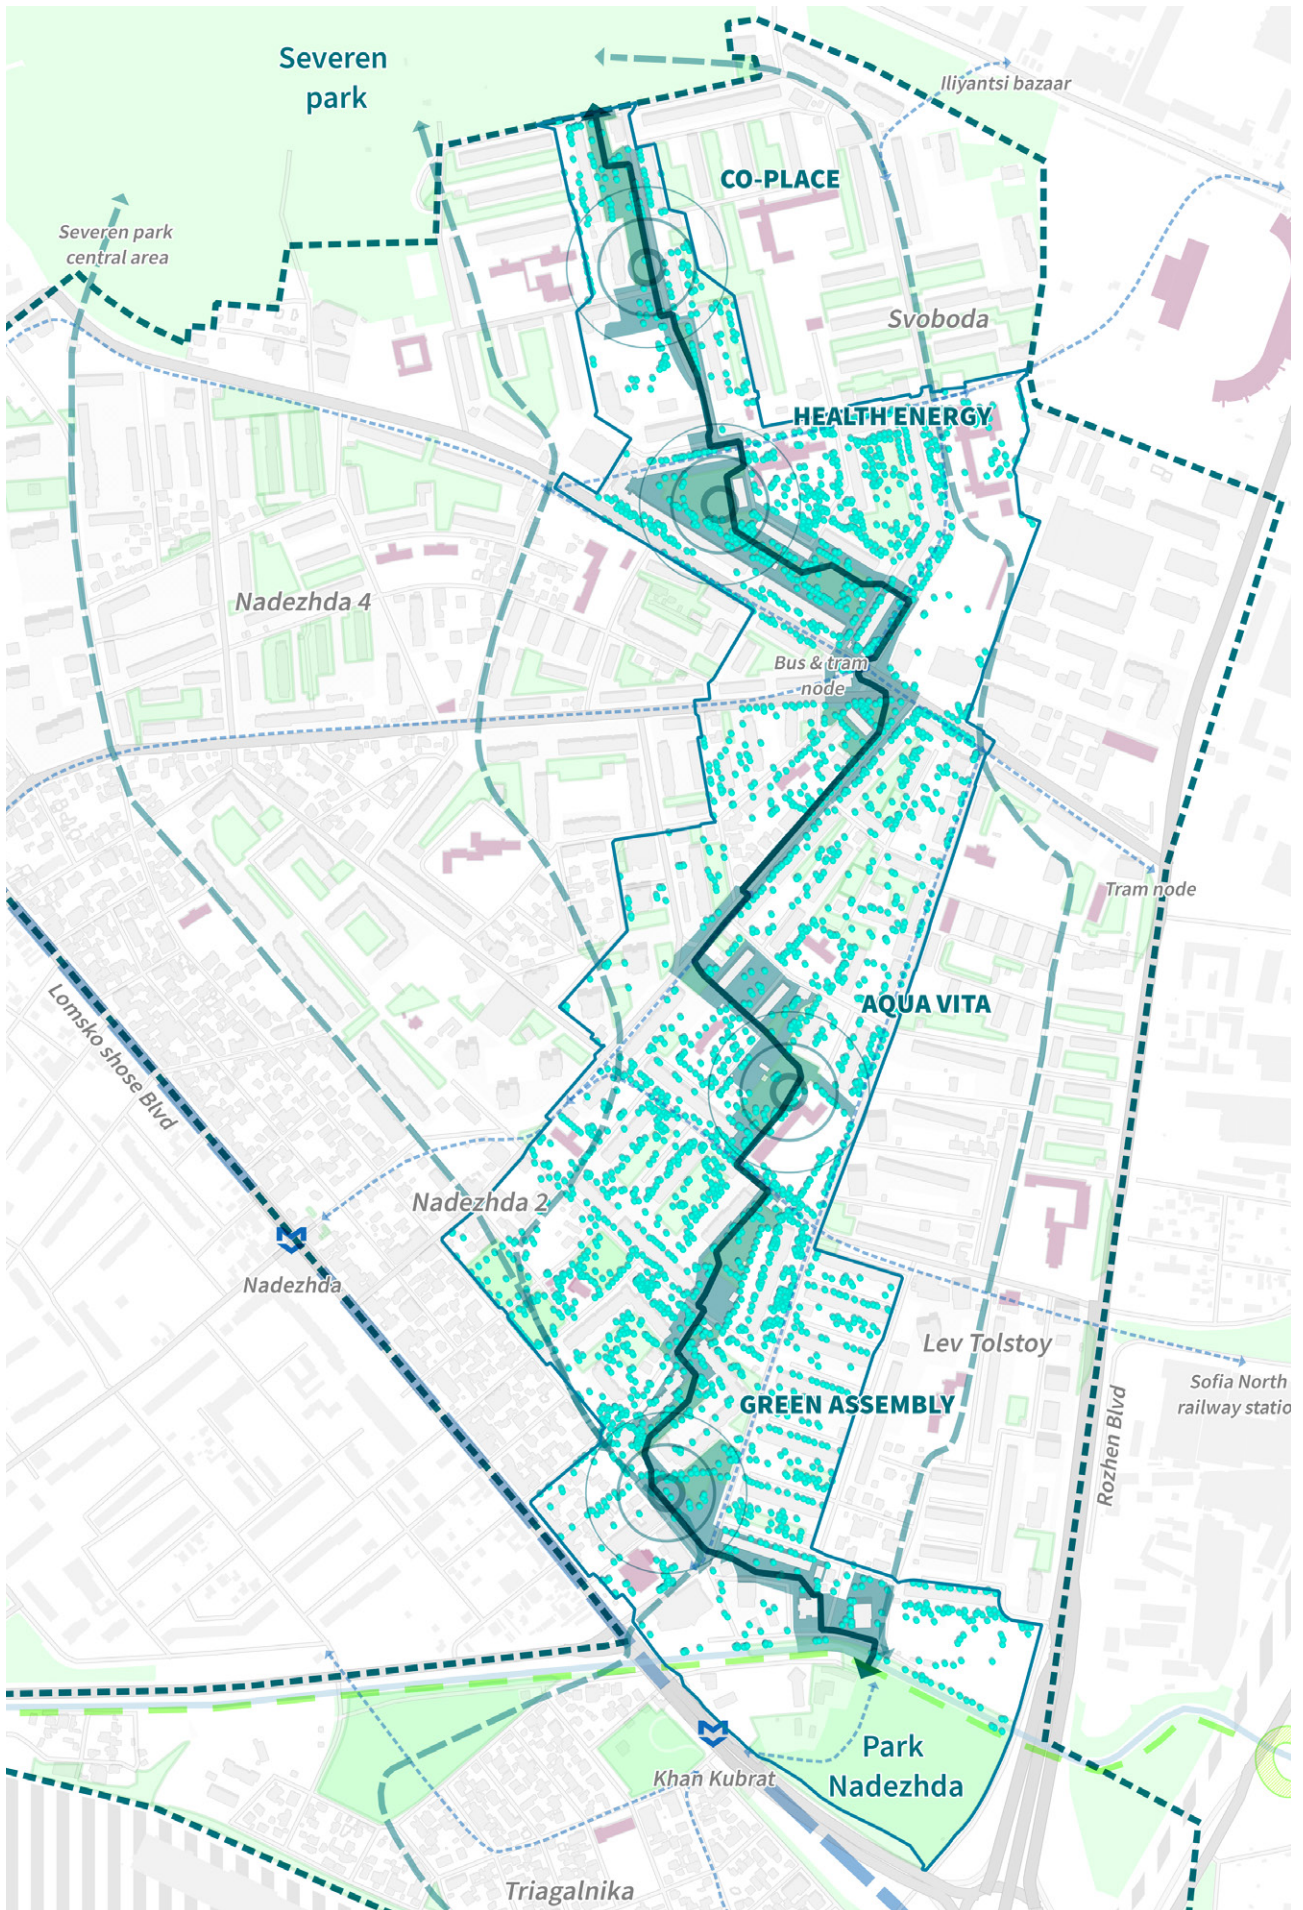 Severen
park
Iliyantsi bazaar
CO-PLACE
Severen park
central area
Svoboda
HEALTH ENERGY
Nadezhda 4
Bus & tram
node
Tram node
AQUA VITA
Lomsko shose Blvd
Nadezhda 2
Nadezhda
Lev Tolstoy
Sofia North
railway statio
GREEN ASSEMBLY
Rozhen Blvd
Park
Nadezhda
Khan Kubrat
Triagalnika